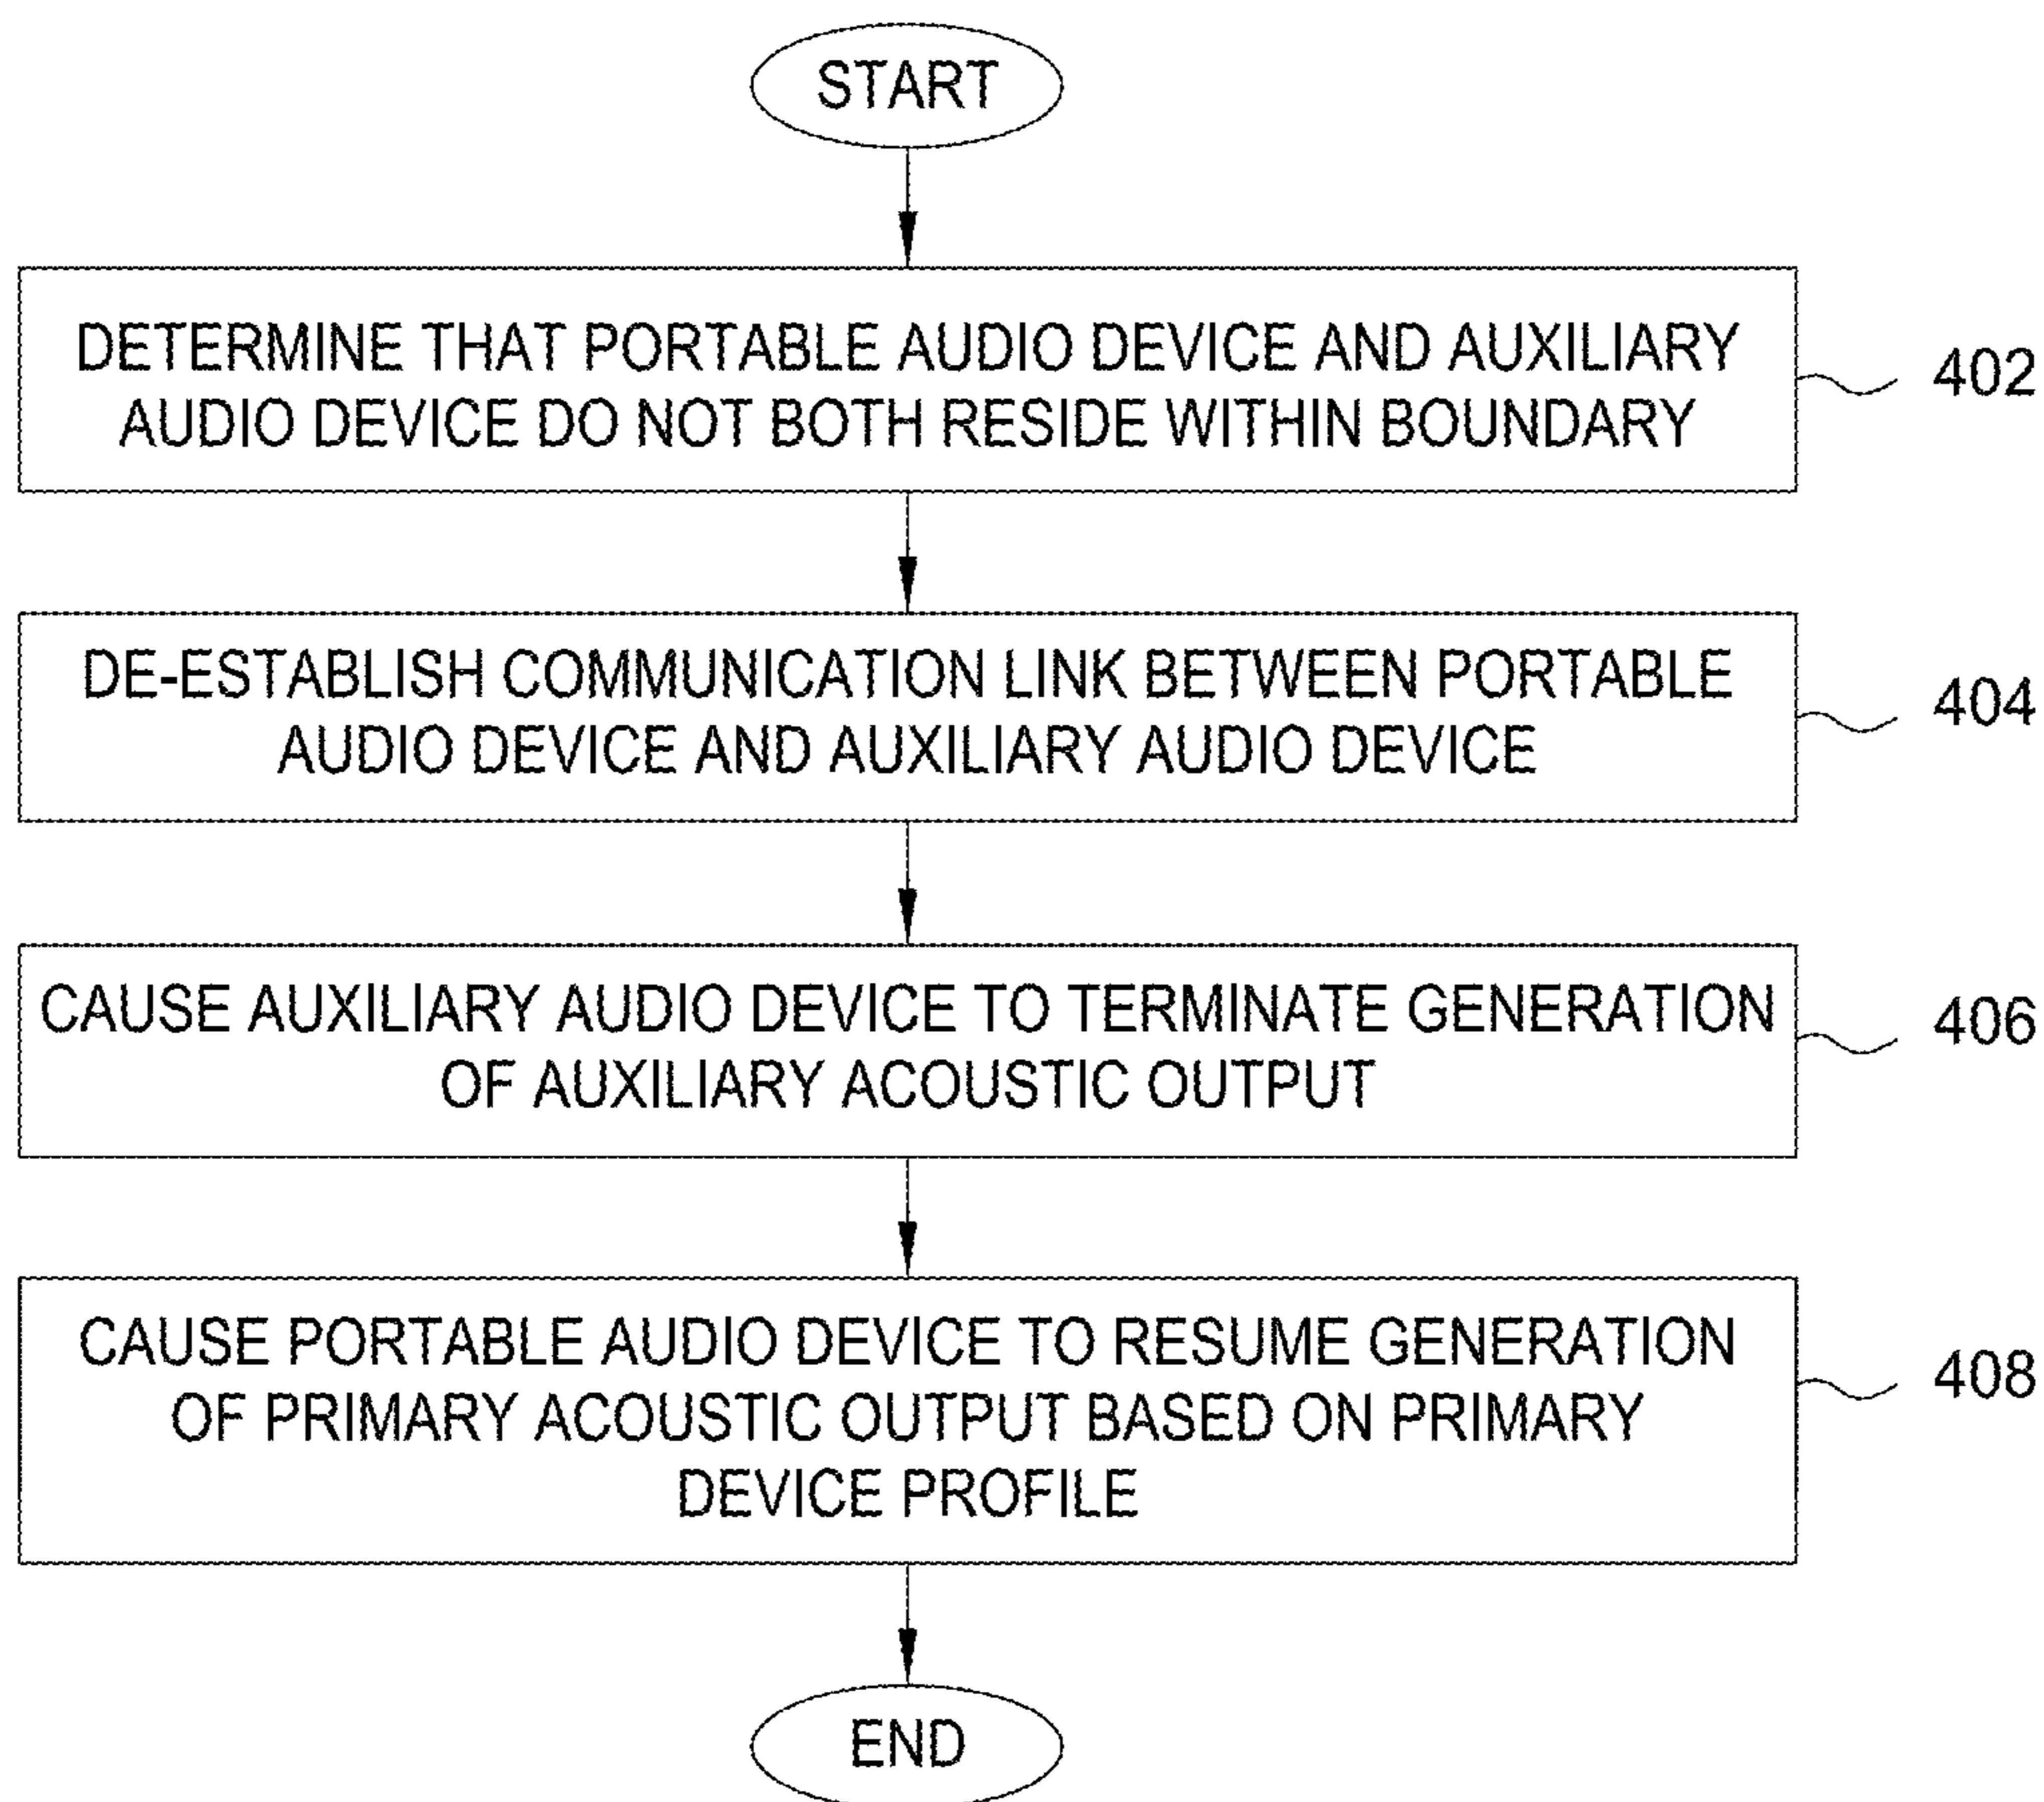 START
DETERMINE THAT PORTABLE AUDIO DEVICE AND AUXILIARY
AUDIO DEVICE DO NOT BOTH RESIDE WITHIN BOUNDARY
402
DE-ESTABLISH COMMUNICATION LINK BETWEEN PORTABLE
AUDIO DEVICE AND AUXILIARY AUDIO DEVICE
404
CAUSE AUXILIARY AUDIO DEVICE TO TERMINATE GENERATION
OF AUXILIARY ACOUSTIC OUTPUT
406
CAUSE PORTABLE AUDIO DEVICE TO RESUME GENERATION
OF PRIMARY ACOUSTIC OUTPUT BASED ON PRIMARY
DEVICE PROFILE
408
END